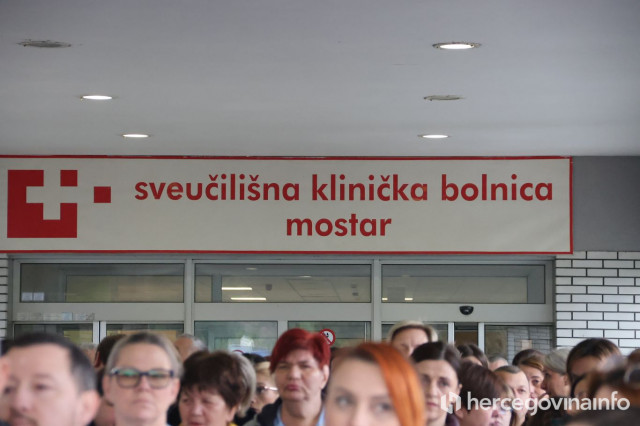 sveučilišna klinička bolnica
mostar
hercegovinainfo